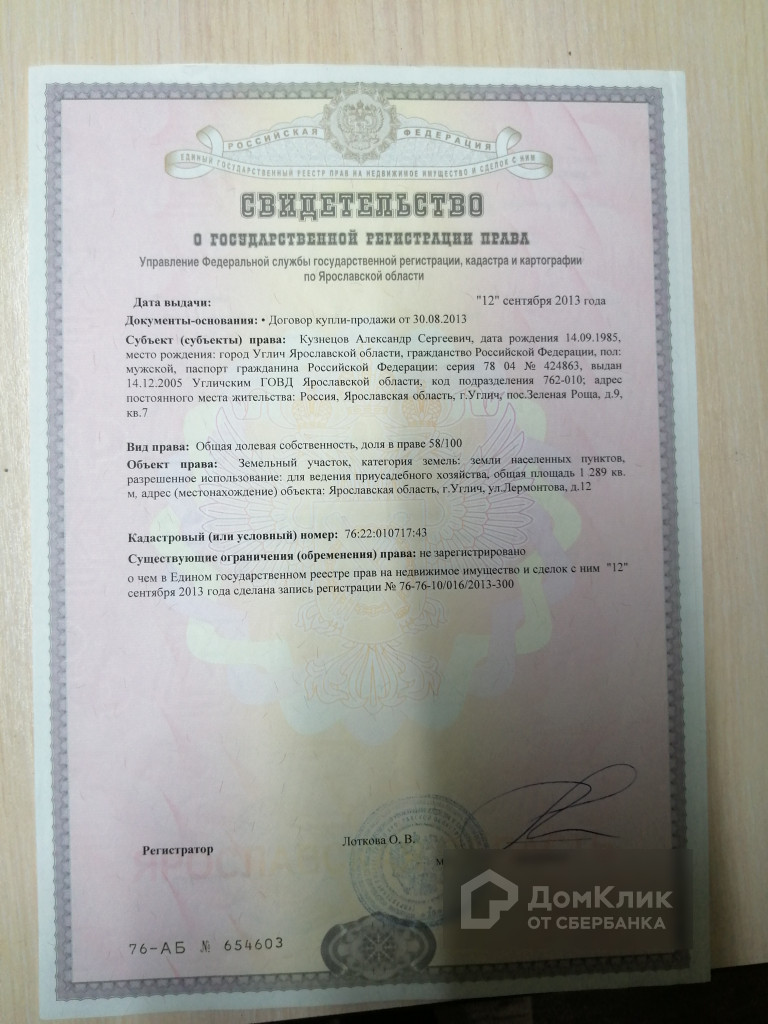 РОССИЙСКАЯ ФЕДЕРАЦИЯ
ЕДИНЫЙ ГОСУДАРСТВЕННЫЙ РЕЕСТР ПРАВ НА НЕДВИЖИМОЕ ИМУЩЕСТВО И СДЕЛОК С НИМ
СВИДЕТЕЛЬСТВО
О ГОСУДАРСТВЕННОЙ РЕГИСТРАЦИИ ПРАВА
Управление Федеральной службы государственной регистрации, кадастра и картографии
по Ярославской области
Дата выдачи: "12" сентября 2013 года
Документы-основания: • Договор купли-продажи от 30.08.2013
Субъект (субъекты) права: Кузнецов Александр Сергеевич, дата рождения 14.09.1985,
место рождения: город Углич Ярославской области, гражданство Российской Федерации, пол:
мужской, паспорт гражданина Российской Федерации: серия 78 04 № 424863, выдан
14.12.2005 Угличским ГОВД Ярославской области, код подразделения 762-010; адрес
постоянного места жительства: Россия, Ярославская область, г.Углич, пос.Зеленая Роща, д.9,
кв.7
Вид права: Общая долевая собственность, доля в праве 58/100
Объект права: Земельный участок, категория земель: земли населенных пунктов,
разрешенное использование: для ведения приусадебного хозяйства, общая площадь 1 289 кв.
м, адрес (местонахождение) объекта: Ярославская область, г.Углич, ул.Лермонтова, д.12
Кадастровый (или условный) номер: 76:22:010717:43
Существующие ограничения (обременения) права: не зарегистрировано
о чем в Едином государственном реестре прав на недвижимое имущество и сделок с ним "12"
сентября 2013 года сделана запись регистрации № 76-76-10/016/2013-300
Регистратор Лоткова О. В.
м
76-АБ № 654603
ДомКлик
ОТ СБЕРБАНКА